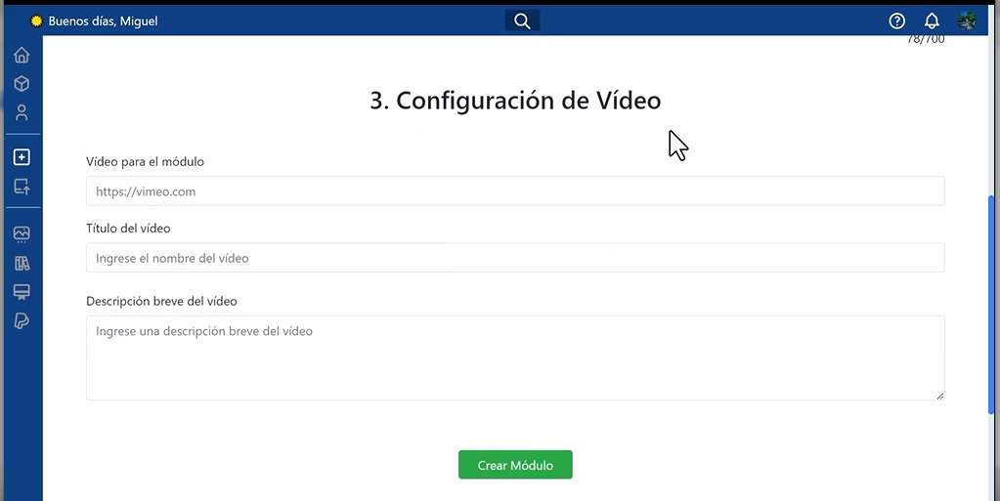 Buenos días, Miguel
78/700
3. Configuración de Vídeo
Vídeo para el módulo
https://vimeo.com
Título del vídeo
Ingrese el nombre del vídeo
Descripción breve del vídeo
Ingrese una descripción breve del vídeo
Crear Módulo